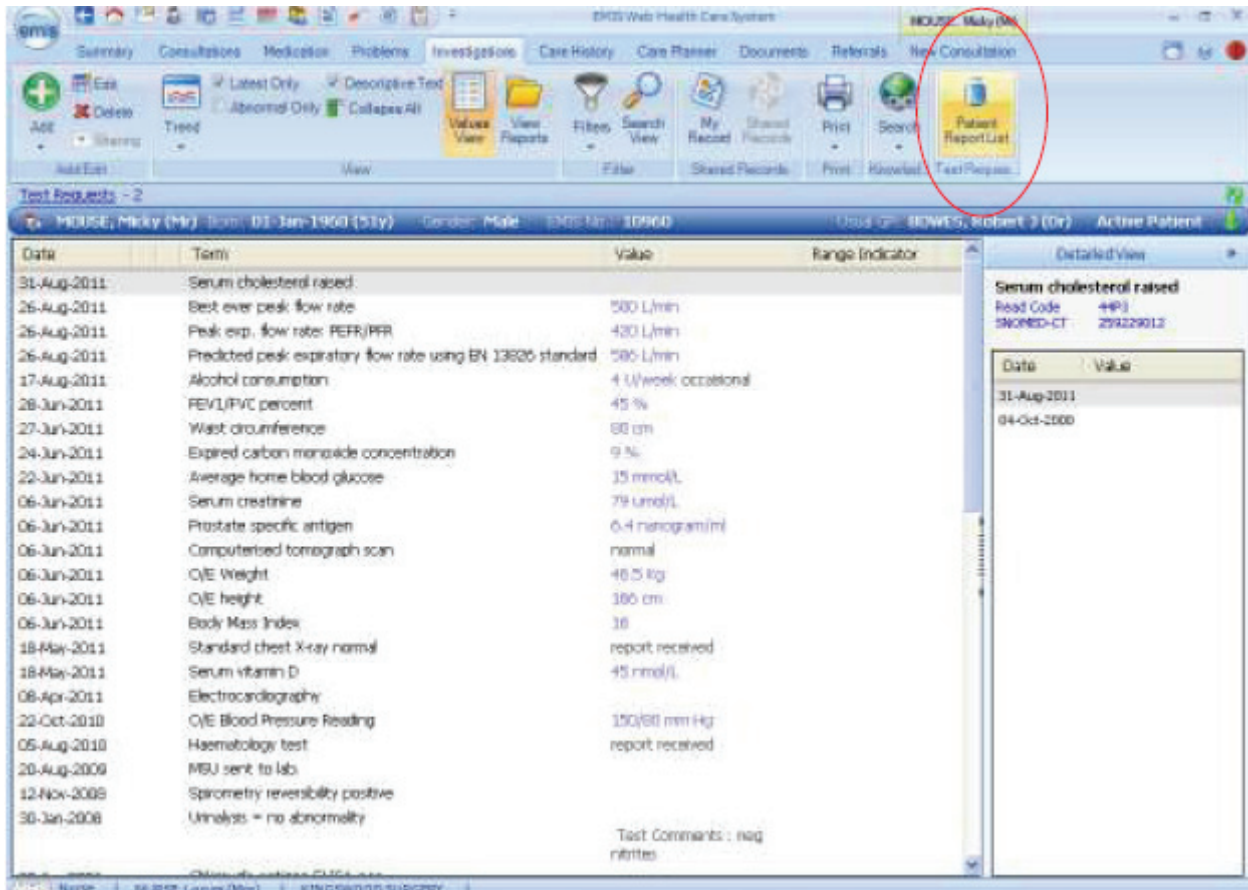 emis
EMIS Web Health Care System
MOUSE, Micky (Mr)
Summary Consultations Medication Problems Investigations Care History Care Planner Documents Referrals New Consultation
Add
Edit
Delete
Sharing
Add/Edit
Trend
Latest Only
Descriptive Text
Abnormal Only
Collapse All
Values View
View Reports
View
Filters
Search View
Filter
My Record
Shared Records
Shared Records
Print
Print
Search
Patient Report List
Test Requests - 2
MOUSE, Micky (Mr) Born: 01-Jan-1960 (51y) Gender: Male EMIS No.: 10960 Usual GP: BOWES, Robert J (Dr) Active Patient
Date Term Value Range Indicator
31-Aug-2011 Serum cholesterol raised
26-Aug-2011 Best ever peak flow rate 580 L/min
26-Aug-2011 Peak exp. flow rate: PEFR/PFR 420 L/min
26-Aug-2011 Predicted peak expiratory flow rate using EN 13826 standard 586 L/min
17-Aug-2011 Alcohol consumption 4 U/week occasional
28-Jun-2011 FEV1/FVC percent 45 %
27-Jun-2011 Waist circumference 80 cm
24-Jun-2011 Expired carbon monoxide concentration 9 %
22-Jun-2011 Average home blood glucose 15 mmol/L
06-Jun-2011 Serum creatinine 79 umol/L
06-Jun-2011 Prostate specific antigen 6.4 nanogram/ml
06-Jun-2011 Computerised tomograph scan normal
06-Jun-2011 O/E Weight 46.5 Kg
06-Jun-2011 O/E height 186 cm
06-Jun-2011 Body Mass Index 16
18-May-2011 Standard chest X-ray normal report received
18-May-2011 Serum vitamin D 45 nmol/L
08-Apr-2011 Electrocardiography
22-Oct-2010 O/E Blood Pressure Reading 150/80 mm Hg
05-Aug-2010 Haematology test report received
20-Aug-2009 MSU sent to lab.
12-Nov-2008 Spirometry reversibility positive
30-Jan-2008 Urinalysis = no abnormality
Test Comments : neg
nitrites
Detailed View
Serum cholesterol raised
Read Code 44P3
SNOMED-CT 259229012
Date Value
31-Aug-2011
04-Oct-2000
KINGSWOOD SURGERY